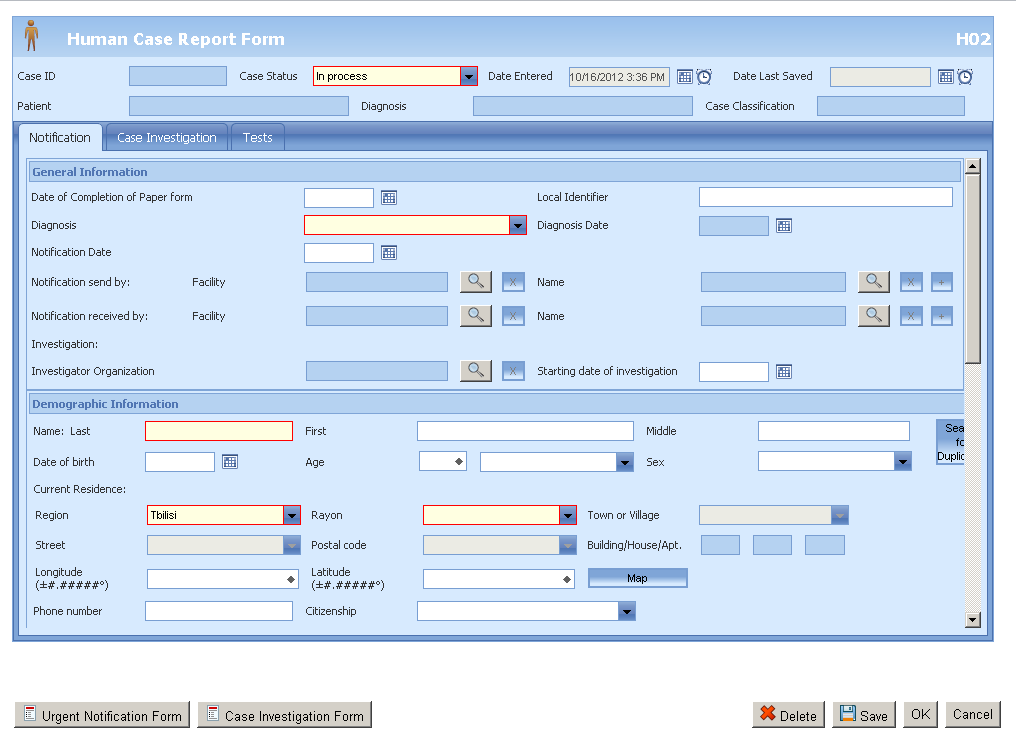 Human Case Report Form H02
Case ID Case Status In process Date Entered 10/16/2012 3:36 PM Date Last Saved
Patient Diagnosis Case Classification
Notification Case Investigation Tests
General Information
Date of Completion of Paper form Local Identifier
Diagnosis Diagnosis Date
Notification Date
Notification send by: Facility X Name X +
Notification received by: Facility X Name X +
Investigation:
Investigator Organization X Starting date of investigation
Demographic Information
Name: Last First Middle
Sea
fo
Duplic
Date of birth Age Sex
Current Residence:
Region Tbilisi Rayon Town or Village
Street Postal code Building/House/Apt.
Longitude
(±#.#####°)
Latitude
(±#.#####°)
Map
Phone number Citizenship
Urgent Notification Form Case Investigation Form Delete Save OK Cancel